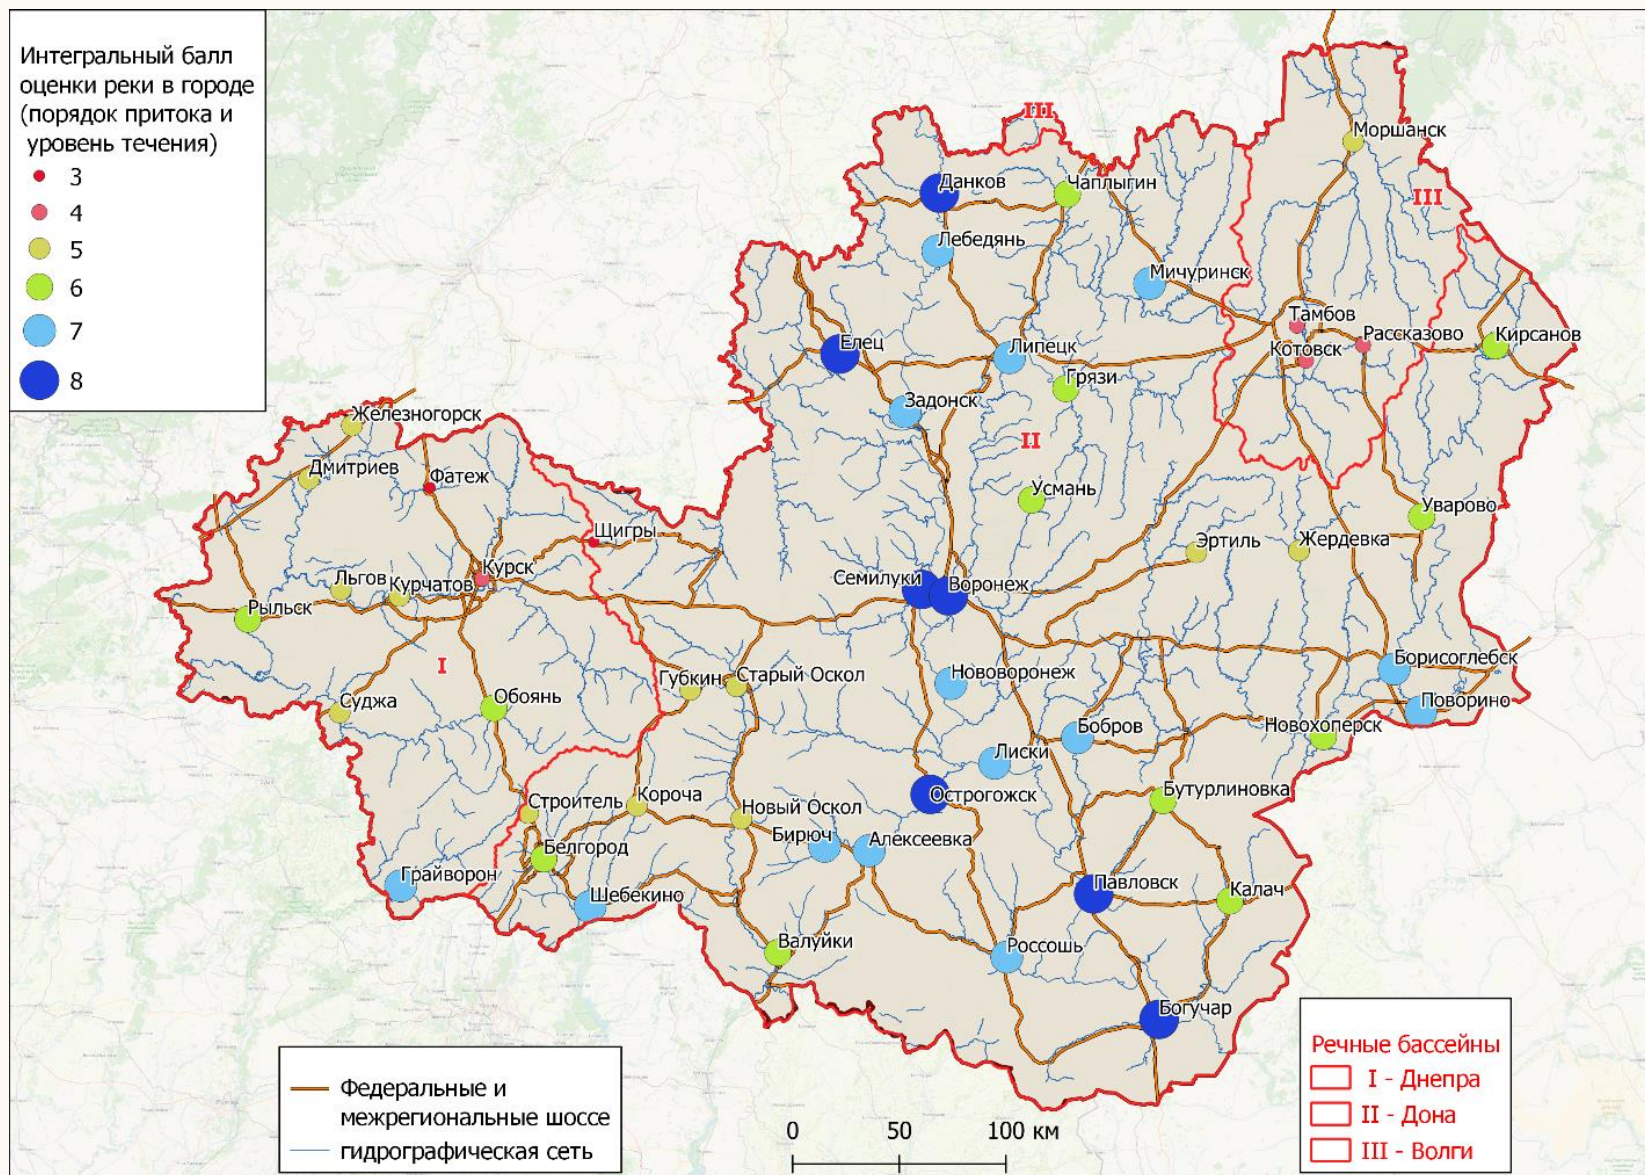 Интегральный балл
оценки реки в городе
(порядок притока и
уровень течения)
3
4
5
6
7
8
III
Моршанск
Данков
Чаплыгин
III
Лебедянь
Мичуринск
Тамбов
Рассказово
Кирсанов
Котовск
Елец
Липецк
Грязи
Задонск
II
Железногорск
Дмитриев
Фатеж
Усмань
Уварово
Щигры
Эртиль
Жердевка
Курск
Льгов
Курчатов
Семилуки
Воронеж
Рыльск
I
Борисоглебск
Губкин
Старый Оскол
Нововоронеж
Суджа
Обоянь
Поворино
Бобров
Новохоперск
Лиски
Строитель
Короча
Новый Оскол
Острогожск
Бутурлиновка
Белгород
Бирюч
Алексеевка
Грайворон
Шебекино
Павловск
Калач
Валуйки
Россошь
Богучар
Федеральные и
межрегиональные шоссе
гидрографическая сеть
0 50 100 км
Речные бассейны
I - Днепра
II - Дона
III - Волги